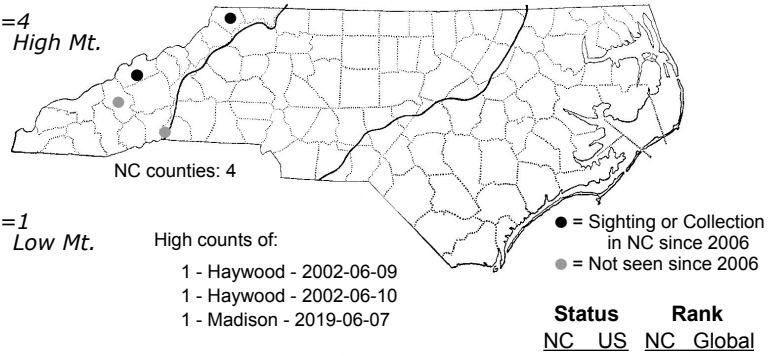 =4
High Mt.
NC counties: 4
=1
Low Mt.
High counts of:
1 - Haywood - 2002-06-09
1 - Haywood - 2002-06-10
1 - Madison - 2019-06-07
● = Sighting or Collection
in NC since 2006
● = Not seen since 2006
Status Rank
NC US NC Global